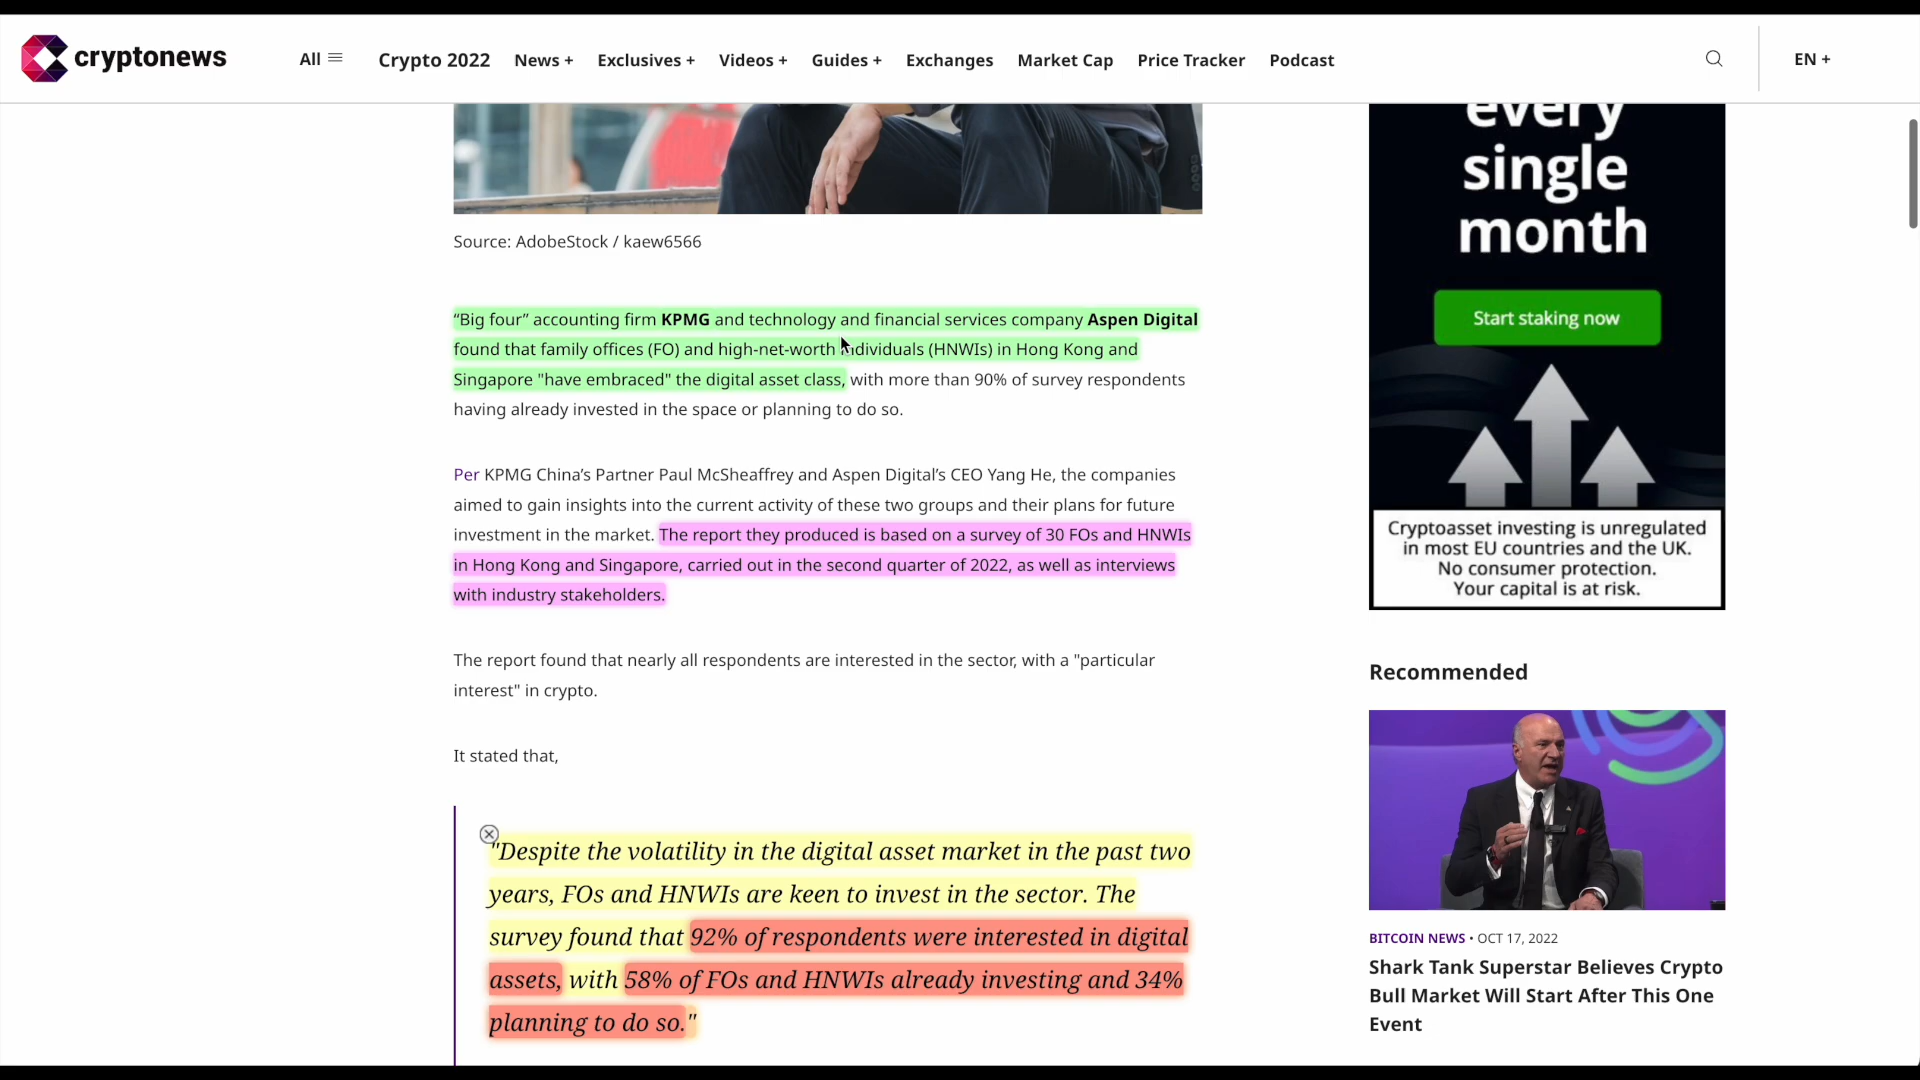 cryptonews
All
Crypto 2022
News +
Exclusives +
Videos +
Guides +
Exchanges
Market Cap
Price Tracker
Podcast
EN +
Source: AdobeStock / kaew6566
“Big four” accounting firm KPMG and technology and financial services company Aspen Digital
found that family offices (FO) and high-net-worth individuals (HNWIs) in Hong Kong and
Singapore "have embraced" the digital asset class, with more than 90% of survey respondents
having already invested in the space or planning to do so.
Per KPMG China’s Partner Paul McSheaffrey and Aspen Digital’s CEO Yang He, the companies
aimed to gain insights into the current activity of these two groups and their plans for future
investment in the market. The report they produced is based on a survey of 30 FOs and HNWIs
in Hong Kong and Singapore, carried out in the second quarter of 2022, as well as interviews
with industry stakeholders.
The report found that nearly all respondents are interested in the sector, with a "particular
interest" in crypto.
It stated that,
"Despite the volatility in the digital asset market in the past two
years, FOs and HNWIs are keen to invest in the sector. The
survey found that 92% of respondents were interested in digital
assets, with 58% of FOs and HNWIs already investing and 34%
planning to do so."
every
single
month
Start staking now
Cryptoasset investing is unregulated
in most EU countries and the UK.
No consumer protection.
Your capital is at risk.
Recommended
BITCOIN NEWS • OCT 17, 2022
Shark Tank Superstar Believes Crypto
Bull Market Will Start After This One
Event